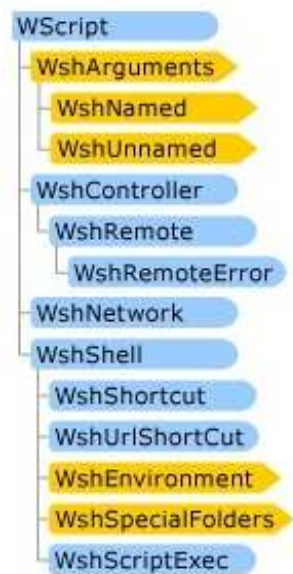 WScript
WshArguments
WshNamed
WshUnnamed
WshController
WshRemote
WshRemoteError
WshNetwork
WshShell
WshShortcut
WshUrlShortCut
WshEnvironment
WshSpecialFolders
WshScriptExec